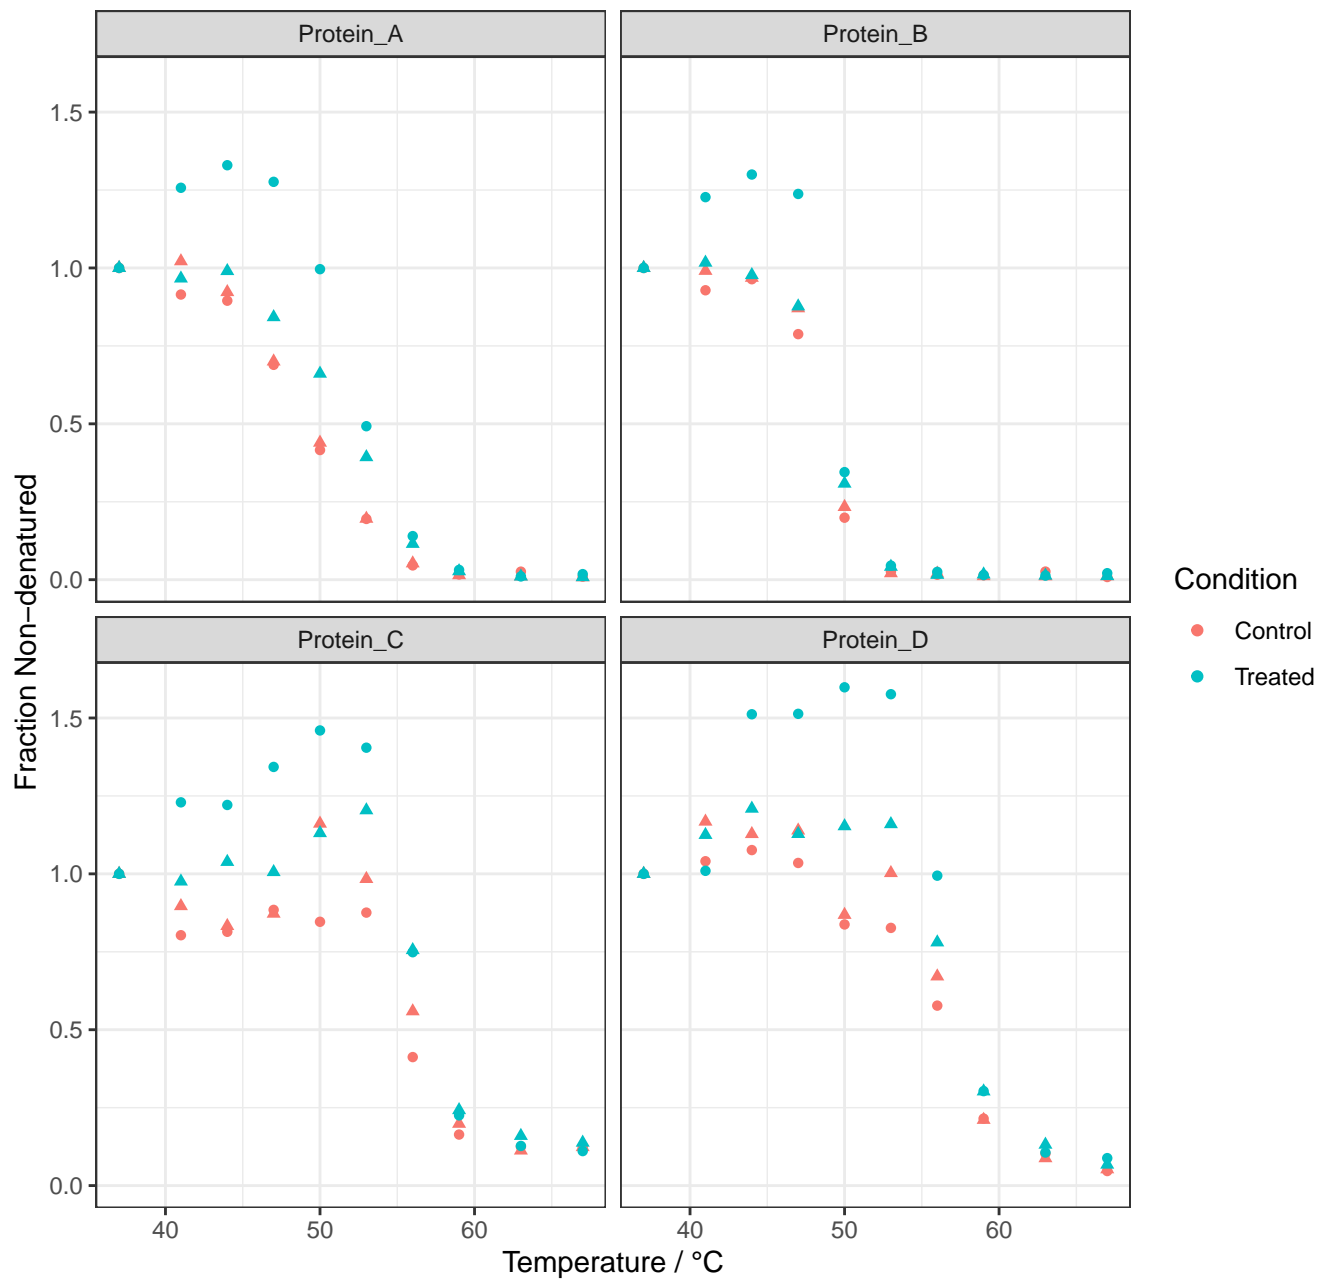 Protein_A
Protein_B
1.5
1.0
0.5
0.0
Protein_C
Protein_D
1.5
1.0
0.5
0.0
40
50
60
40
50
60
Temperature / °C
Fraction Non−denatured
Condition
Control
Treated